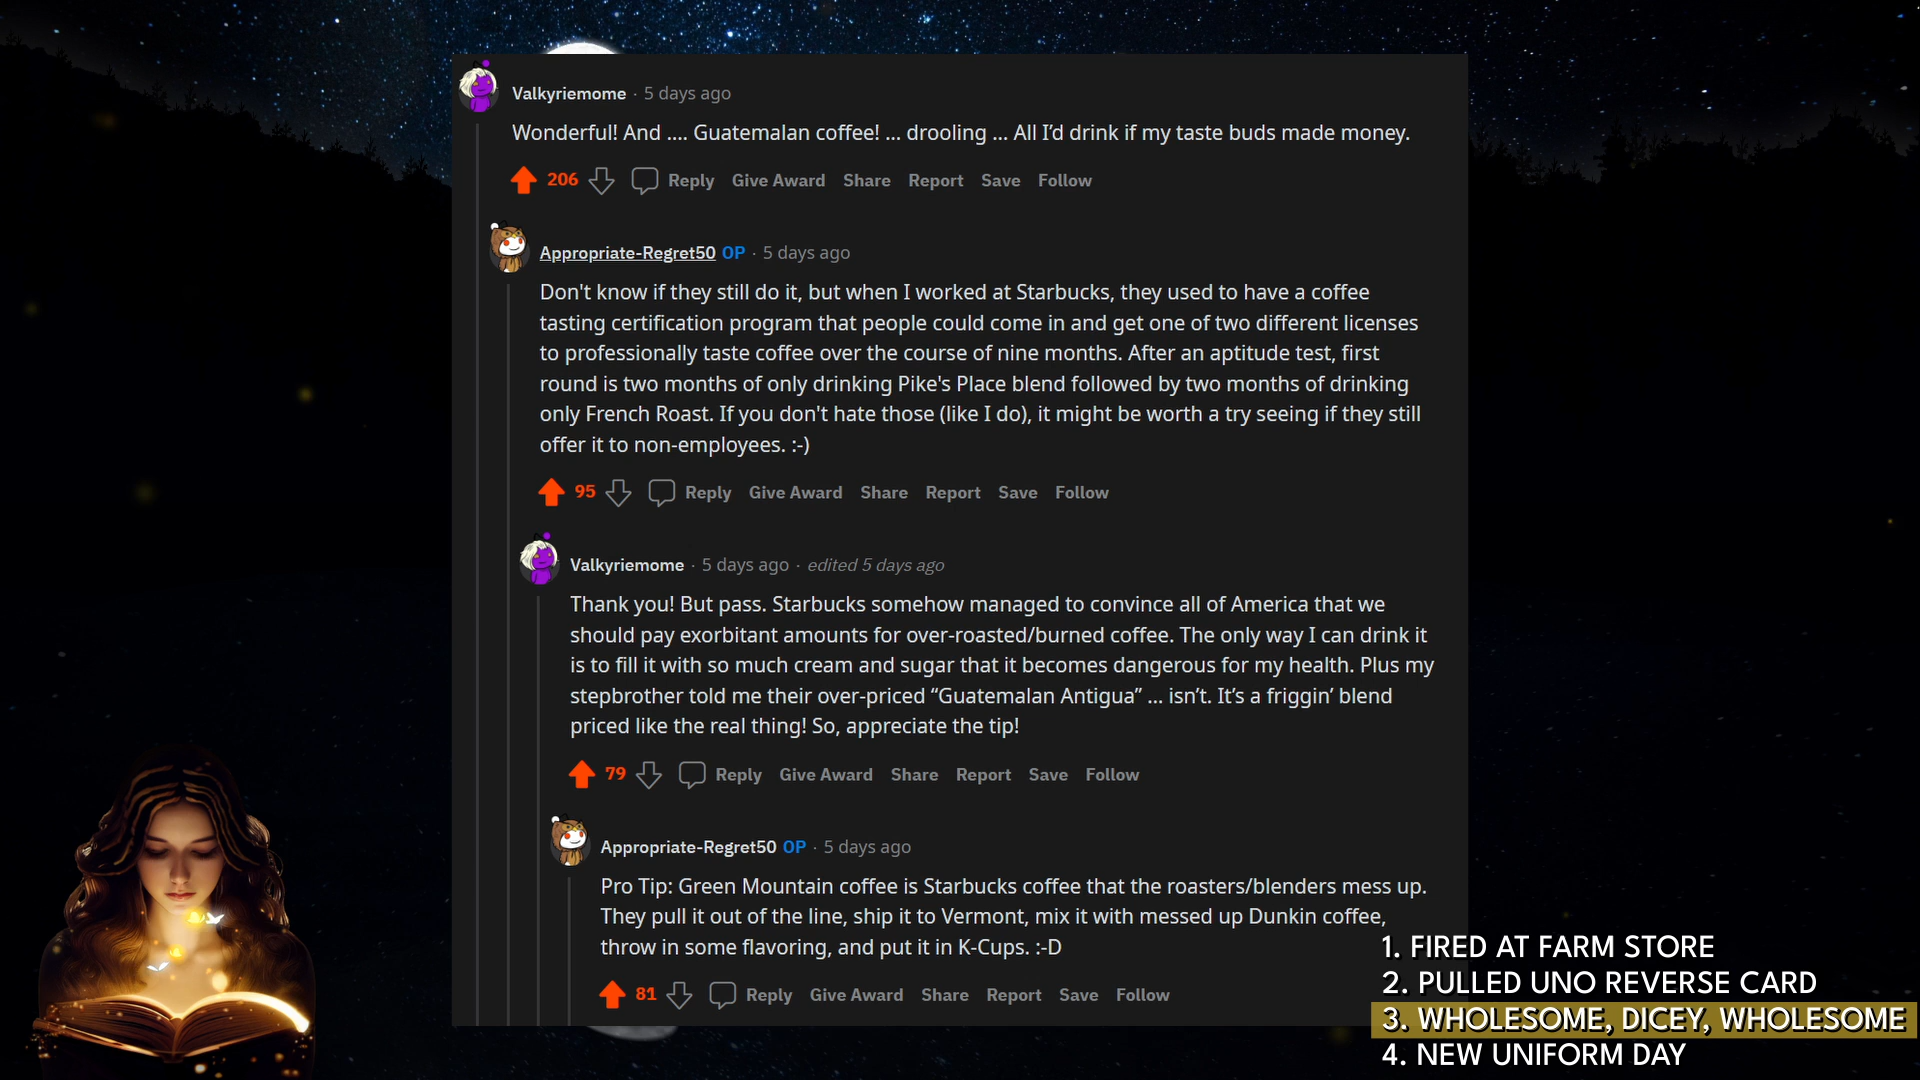 Valkyriemome · 5 days ago
Wonderful! And .... Guatemalan coffee! ... drooling ... All I’d drink if my taste buds made money.
206 Reply Give Award Share Report Save Follow
Appropriate-Regret50 OP · 5 days ago
Don't know if they still do it, but when I worked at Starbucks, they used to have a coffee
tasting certification program that people could come in and get one of two different licenses
to professionally taste coffee over the course of nine months. After an aptitude test, first
round is two months of only drinking Pike's Place blend followed by two months of drinking
only French Roast. If you don't hate those (like I do), it might be worth a try seeing if they still
offer it to non-employees. :-)
95 Reply Give Award Share Report Save Follow
Valkyriemome · 5 days ago · edited 5 days ago
Thank you! But pass. Starbucks somehow managed to convince all of America that we
should pay exorbitant amounts for over-roasted/burned coffee. The only way I can drink it
is to fill it with so much cream and sugar that it becomes dangerous for my health. Plus my
stepbrother told me their over-priced “Guatemalan Antigua” ... isn’t. It’s a friggin’ blend
priced like the real thing! So, appreciate the tip!
79 Reply Give Award Share Report Save Follow
Appropriate-Regret50 OP · 5 days ago
Pro Tip: Green Mountain coffee is Starbucks coffee that the roasters/blenders mess up.
They pull it out of the line, ship it to Vermont, mix it with messed up Dunkin coffee,
throw in some flavoring, and put it in K-Cups. :-D
81 Reply Give Award Share Report Save Follow
1. FIRED AT FARM STORE
2. PULLED UNO REVERSE CARD
3. WHOLESOME, DICEY, WHOLESOME
4. NEW UNIFORM DAY